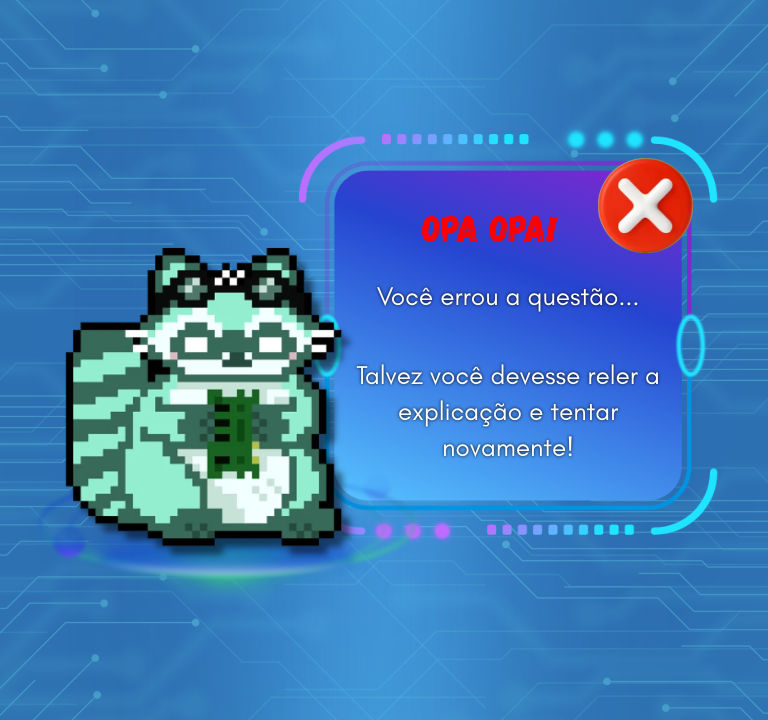 OPA OPA!
Você errou a questão...
Talvez você devesse reler a
explicação e tentar
novamente!